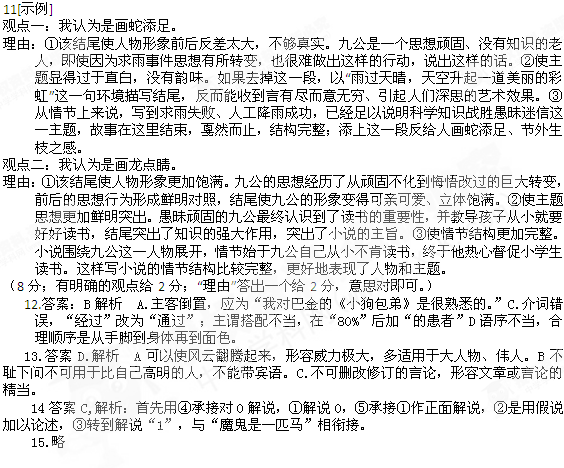 11[示例]
观点一：我认为是画蛇添足。
理由：①该结尾使人物形象前后反差太大，不够真实。九公是一个思想顽固、没有知识的老
人，即使因为求雨事件思想有所转变，也很难做出这样的行动，说出这样的话。②使主
题显得过于直白，没有韵味。如果去掉这一段，以“雨过天晴，天空升起一道美丽的彩
虹”这一句环境描写结尾，反而能收到言有尽而意无穷、引起人们深思的艺术效果。③
从情节上来说，写到求雨失败、人工降雨成功，已经足以说明科学知识战胜愚昧迷信这
一主题，故事在这里结束，戛然而止，结构完整；添上这一段反给人画蛇添足、节外生
枝之感。
观点二：我认为是画龙点睛。
理由：①该结尾使人物形象更加饱满。九公的思想经历了从顽固不化到悔悟改过的巨大转变，
前后的思想行为形成鲜明对照，结尾使九公的形象变得可亲可爱、立体饱满。②使主题
思想更加鲜明突出。愚昧顽固的九公最终认识到了读书的重要性，并教导孩子从小就要
好好读书，结尾突出了知识的强大作用，突出了小说的主旨。③使情节结构更加完整。
小说围绕九公这一人物展开，情节始于九公自己从小不肯读书，终于他热心督促小学生
读书。这样写小说的情节结构比较完整，更好地表现了人物和主题。
（8分；有明确的观点给2分；“理由”答出一个给2分，意思对即可。）
12.答案：B 解析 A.主客倒置，应为“我对巴金的《小狗包弟》是很熟悉的。”C.介词错
误，“经过”改为“通过”；主谓搭配不当，在“80%”后加“的患者”D 语序不当，合
理顺序是从手脚到身体再到面色。
13.答案 D.解析 A 可以使风云翻腾起来，形容威力极大，多适用于大人物、伟人。B 不
耻下问不可用于比自己高明的人，不能带宾语。C.不可删改修订的言论，形容文章或言论的
精当。
14 答案 C,解析：首先用④承接对 0 解说，①解说 0，⑤承接①作正面解说，②是用假说
加以论述，③转到解说“1”，与“魔鬼是一匹马”相衔接。
15.略